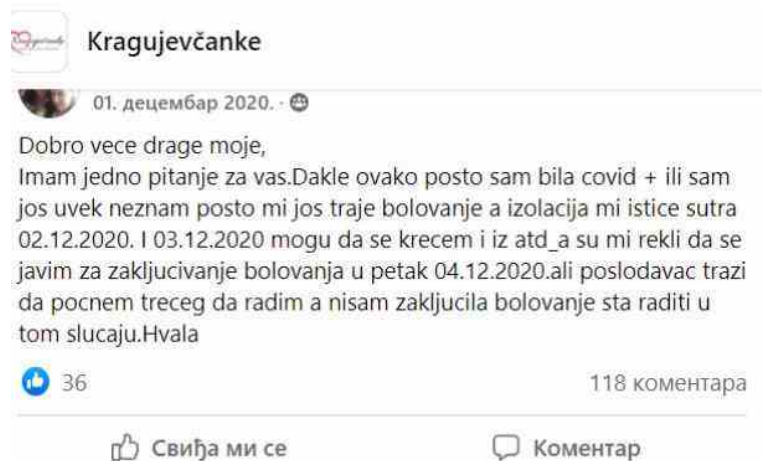 Kragujevčanke
01. децембар 2020. ·
Dobro vece drage moje,
Imam jedno pitanje za vas.Dakle ovako posto sam bila covid + ili sam
jos uvek neznam posto mi jos traje bolovanje a izolacija mi istice sutra
02.12.2020. I 03.12.2020 mogu da se krecem i iz atd_a su mi rekli da se
javim za zakljucivanje bolovanja u petak 04.12.2020.ali poslodavac trazi
da pocnem treceg da radim a nisam zakljucila bolovanje sta raditi u
tom slucaju.Hvala
36
118 коментара
Свиђа ми се
Коментар